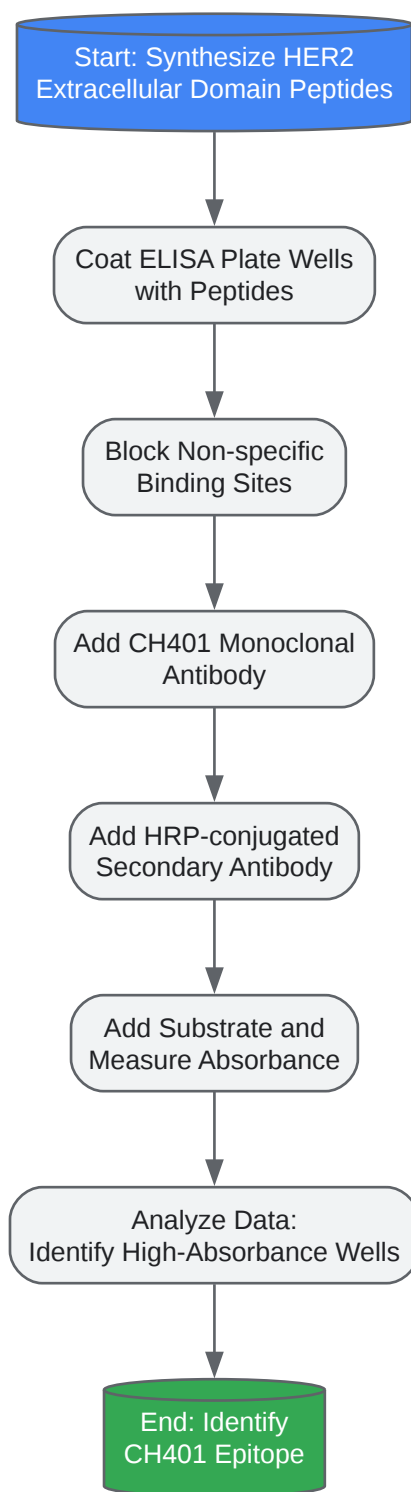 Start: Synthesize HER2
Extracellular Domain Peptides
Coat ELISA Plate Wells
with Peptides
Block Non-specific
Binding Sites
Add CH401 Monoclonal
Antibody
Add HRP-conjugated
Secondary Antibody
Add Substrate and
Measure Absorbance
Analyze Data:
Identify High-Absorbance Wells
End: Identify
CH401 Epitope